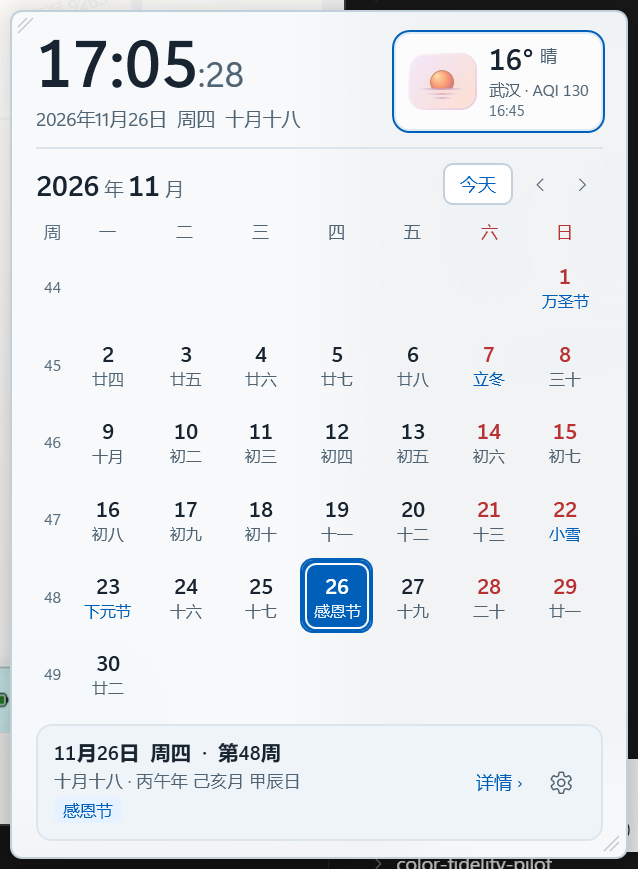 17:05:28
2026年11月26日 周四 十月十八
16° 晴
武汉 · AQI 130
16:45
2026 年 11 月
今天
周 一 二 三 四 五 六 日
44 1
万圣节
45 2 3 4 5 6 7 8
廿四 廿五 廿六 廿七 廿八 立冬 三十
46 9 10 11 12 13 14 15
十月 初二 初三 初四 初五 初六 初七
47 16 17 18 19 20 21 22
初八 初九 初十 十一 十二 十三 小雪
48 23 24 25 26 27 28 29
下元节 十六 十七 感恩节 十九 二十 廿一
49 30
廿二
11月26日 周四 · 第48周
十月十八 · 丙午年 己亥月 甲辰日
详情 ›
感恩节
color-fidelity-pilot